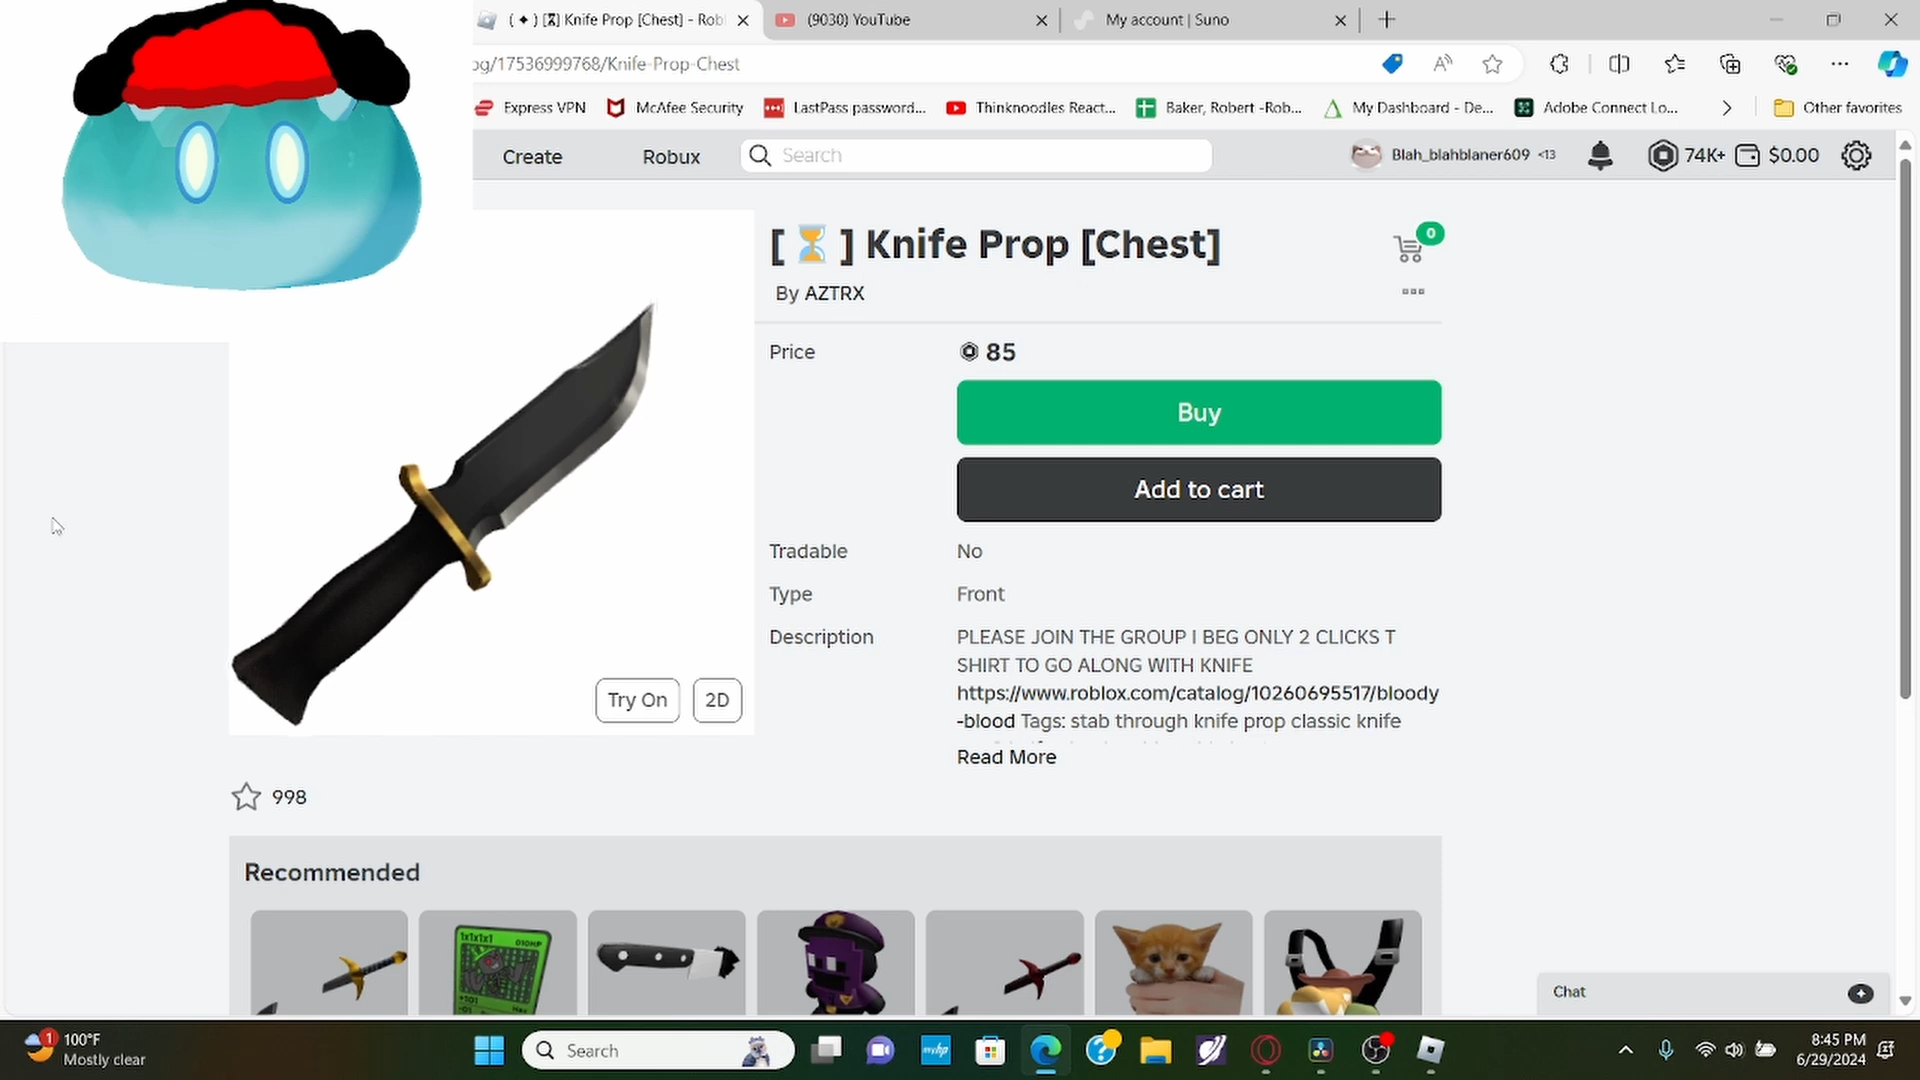 ( ✦ ) [⏳] Knife Prop [Chest] - Rob
(9030) YouTube
My account | Suno
og/17536999768/Knife-Prop-Chest
Express VPN
McAfee Security
LastPass password...
Thinknoodles React...
Baker, Robert -Rob...
My Dashboard - De...
Adobe Connect Lo...
Other favorites
Create
Robux
Search
Blah_blahblaner609 <13
74K+
$0.00
[ ⏳ ] Knife Prop [Chest]
0
By AZTRX
Price
85
Buy
Add to cart
Tradable
No
Type
Front
Description
PLEASE JOIN THE GROUP I BEG ONLY 2 CLICKS T
SHIRT TO GO ALONG WITH KNIFE
https://www.roblox.com/catalog/10260695517/bloody
-blood Tags: stab through knife prop classic knife
Read More
Try On
2D
998
Recommended
1x1x1x1
Chat
1
100°F
Mostly clear
Search
myhp
8:45 PM
6/29/2024